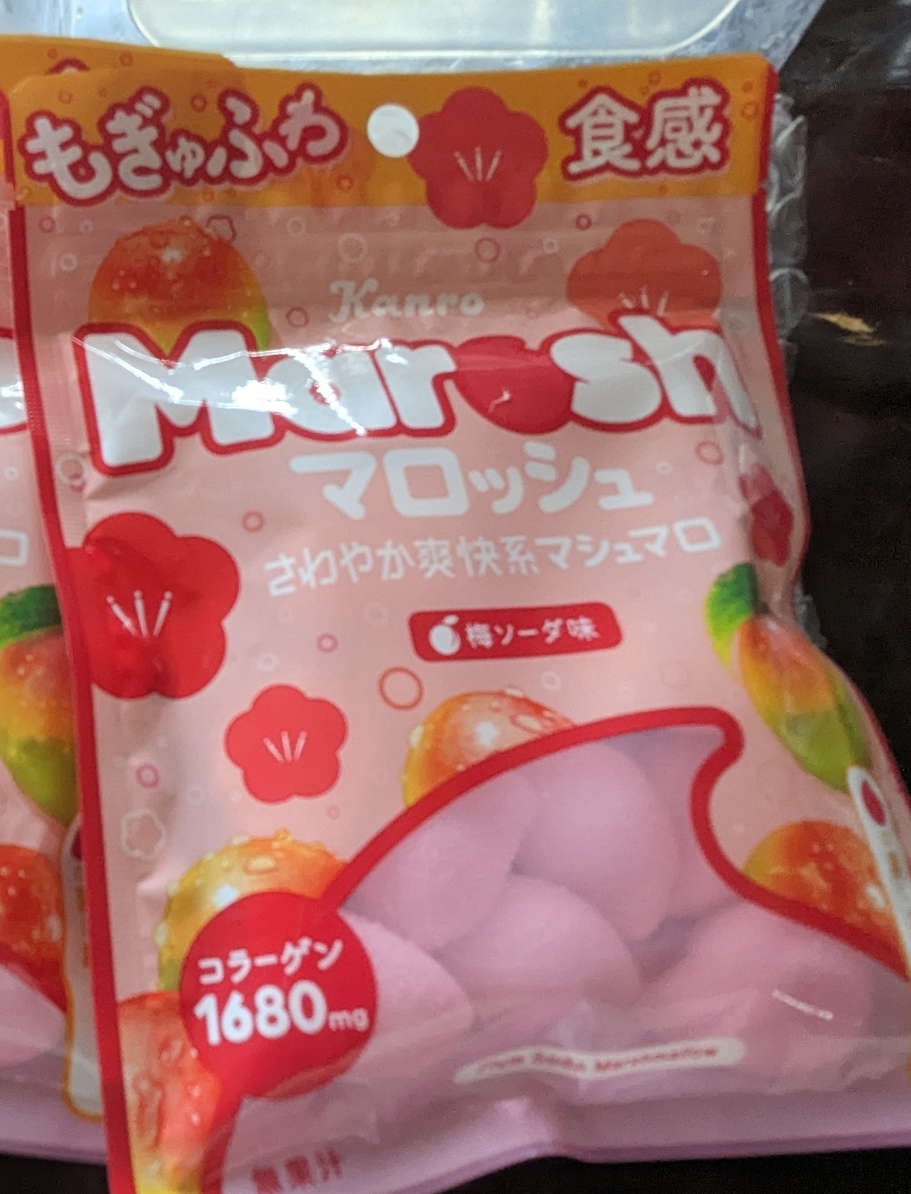 もぎゅふわ 食感
Kanro
Marosh
マロッシュ
さわやか爽快系マシュマロ
梅ソーダ味
コラーゲン
1680mg
Soda Marshmallow
無果汁